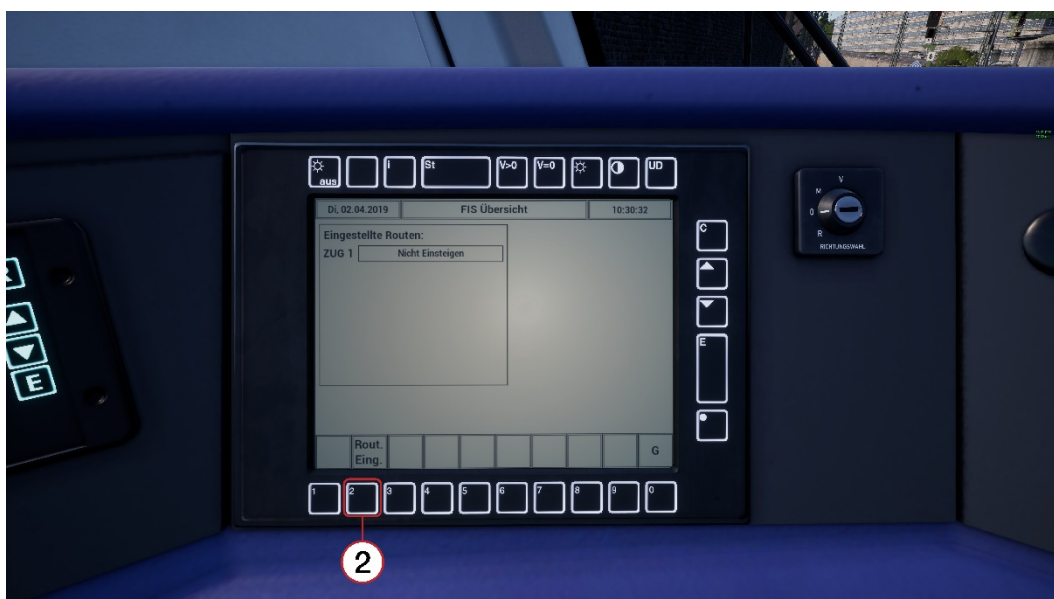 aus
i
St
V>0
V=0
UD
Di, 02.04.2019
FIS Übersicht
10:30:32
Eingestellte Routen:
ZUG 1
Nicht Einsteigen
C
E
Rout.
Eing.
G
1
2
3
4
5
6
7
8
9
0
2
V
M
0
R
RICHTUNGSWAHL
E